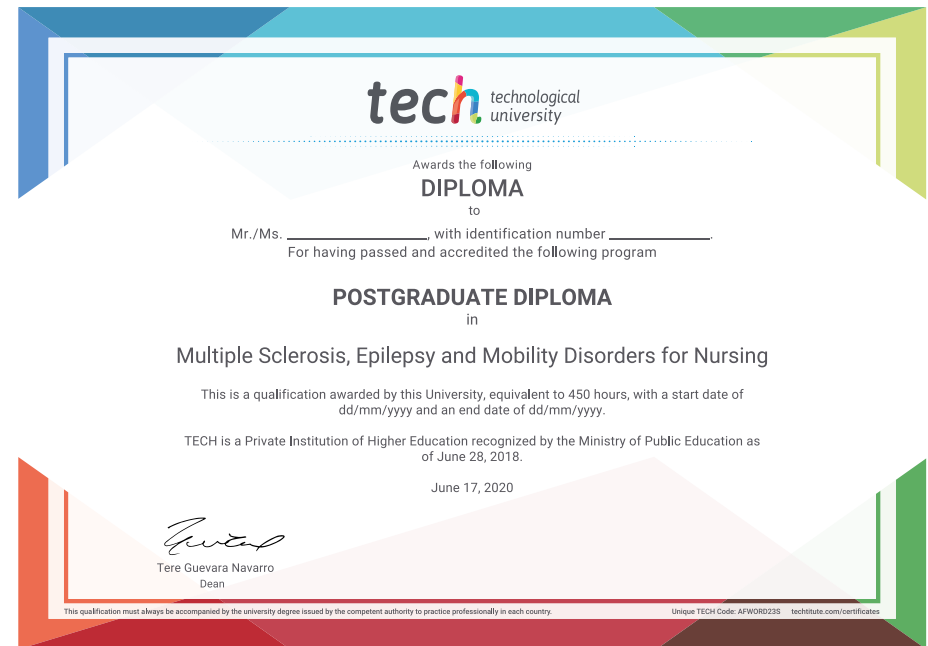 tech technological
university
Awards the following
DIPLOMA
to
Mr./Ms. ____________________, with identification number ______________.
For having passed and accredited the following program
POSTGRADUATE DIPLOMA
in
Multiple Sclerosis, Epilepsy and Mobility Disorders for Nursing
This is a qualification awarded by this University, equivalent to 450 hours, with a start date of
dd/mm/yyyy and an end date of dd/mm/yyyy.
TECH is a Private Institution of Higher Education recognized by the Ministry of Public Education as
of June 28, 2018.
June 17, 2020
Tere Guevara Navarro
Dean
This qualification must always be accompanied by the university degree issued by the competent authority to practice professionally in each country.
Unique TECH Code: AFWORD23S techtitute.com/certificates